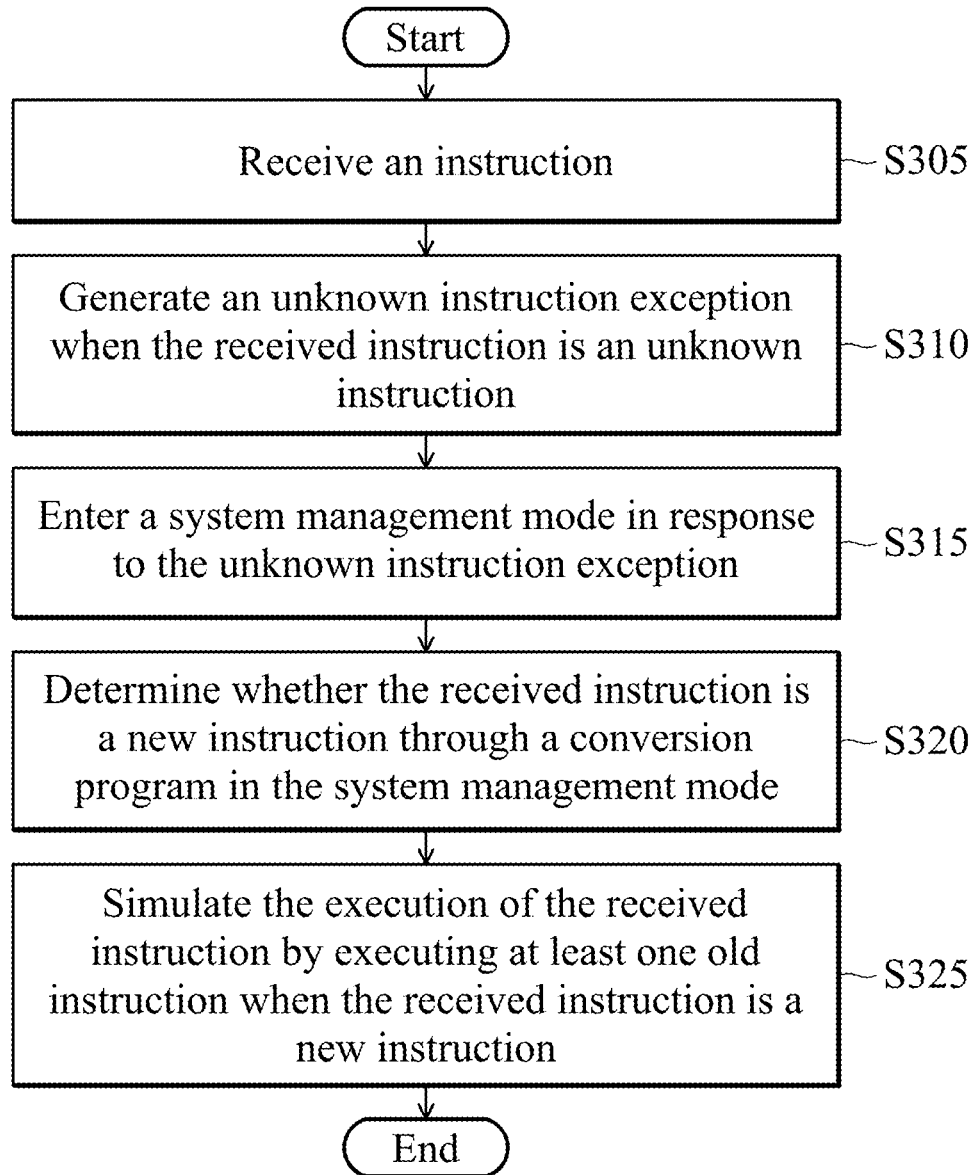 Start
Receive an instruction
S305
Generate an unknown instruction exception
when the received instruction is an unknown
instruction
S310
Enter a system management mode in response
to the unknown instruction exception
S315
Determine whether the received instruction is
a new instruction through a conversion
program in the system management mode
S320
Simulate the execution of the received
instruction by executing at least one old
instruction when the received instruction is a
new instruction
S325
End